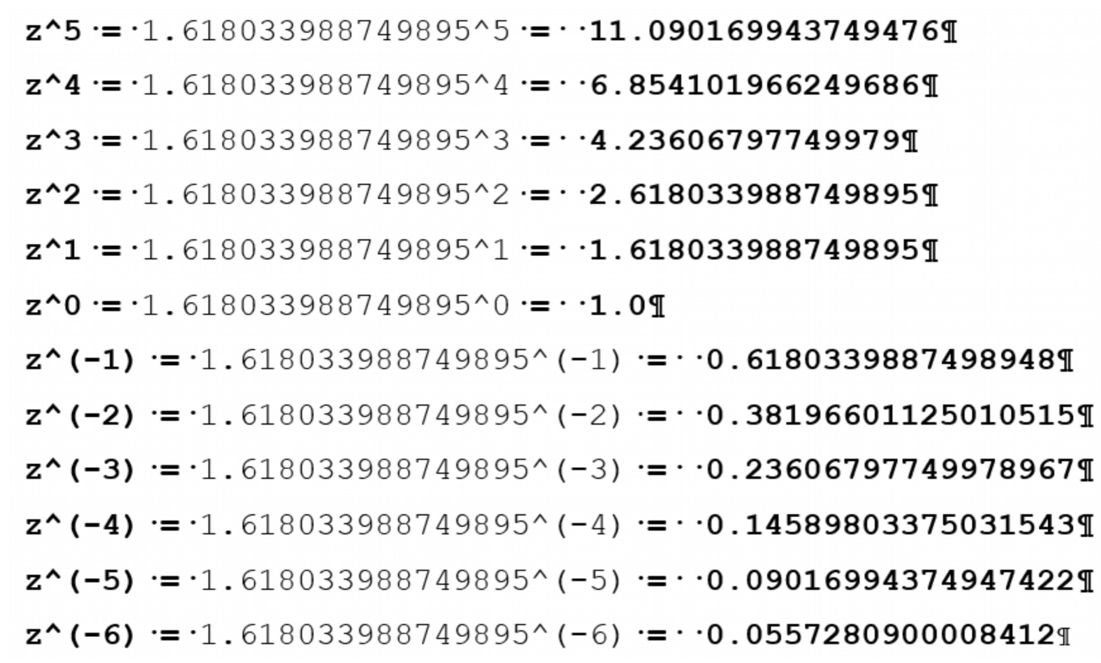 z^5 ·= ·1.618033988749895^5 ·= · ·11.090169943749476¶
z^4 ·= ·1.618033988749895^4 ·= · ·6.854101966249686¶
z^3 ·= ·1.618033988749895^3 ·= · ·4.23606797749979¶
z^2 ·= ·1.618033988749895^2 ·= · ·2.618033988749895¶
z^1 ·= ·1.618033988749895^1 ·= · ·1.618033988749895¶
z^0 ·= ·1.618033988749895^0 ·= · ·1.0¶
z^(-1) ·= ·1.618033988749895^(-1) ·= · ·0.6180339887498948¶
z^(-2) ·= ·1.618033988749895^(-2) ·= · ·0.38196601125010515¶
z^(-3) ·= ·1.618033988749895^(-3) ·= · ·0.23606797749978967¶
z^(-4) ·= ·1.618033988749895^(-4) ·= · ·0.14589803375031543¶
z^(-5) ·= ·1.618033988749895^(-5) ·= · ·0.09016994374947422¶
z^(-6) ·= ·1.618033988749895^(-6) ·= · ·0.0557280900008412¶